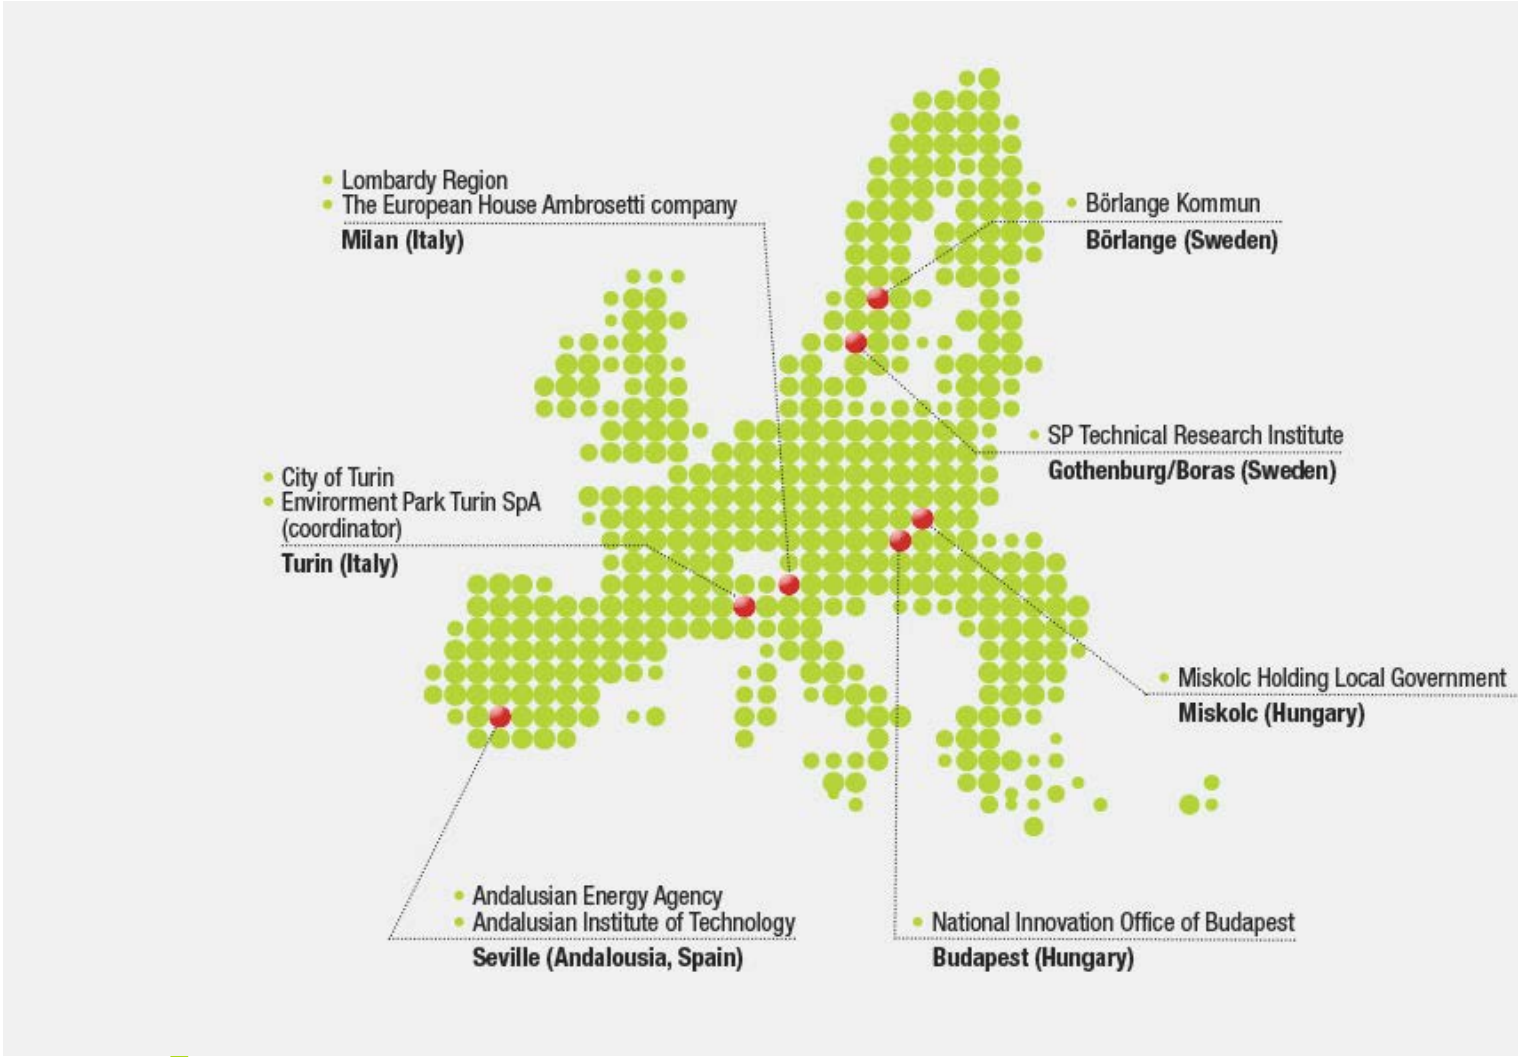 Lombardy Region
The European House Ambrosetti company
Milan (Italy)
Börlange Kommun
Börlange (Sweden)
SP Technical Research Institute
Gothenburg/Boras (Sweden)
City of Turin
Envirorment Park Turin SpA
(coordinator)
Turin (Italy)
Miskolc Holding Local Government
Miskolc (Hungary)
Andalusian Energy Agency
Andalusian Institute of Technology
Seville (Andalousia, Spain)
National Innovation Office of Budapest
Budapest (Hungary)